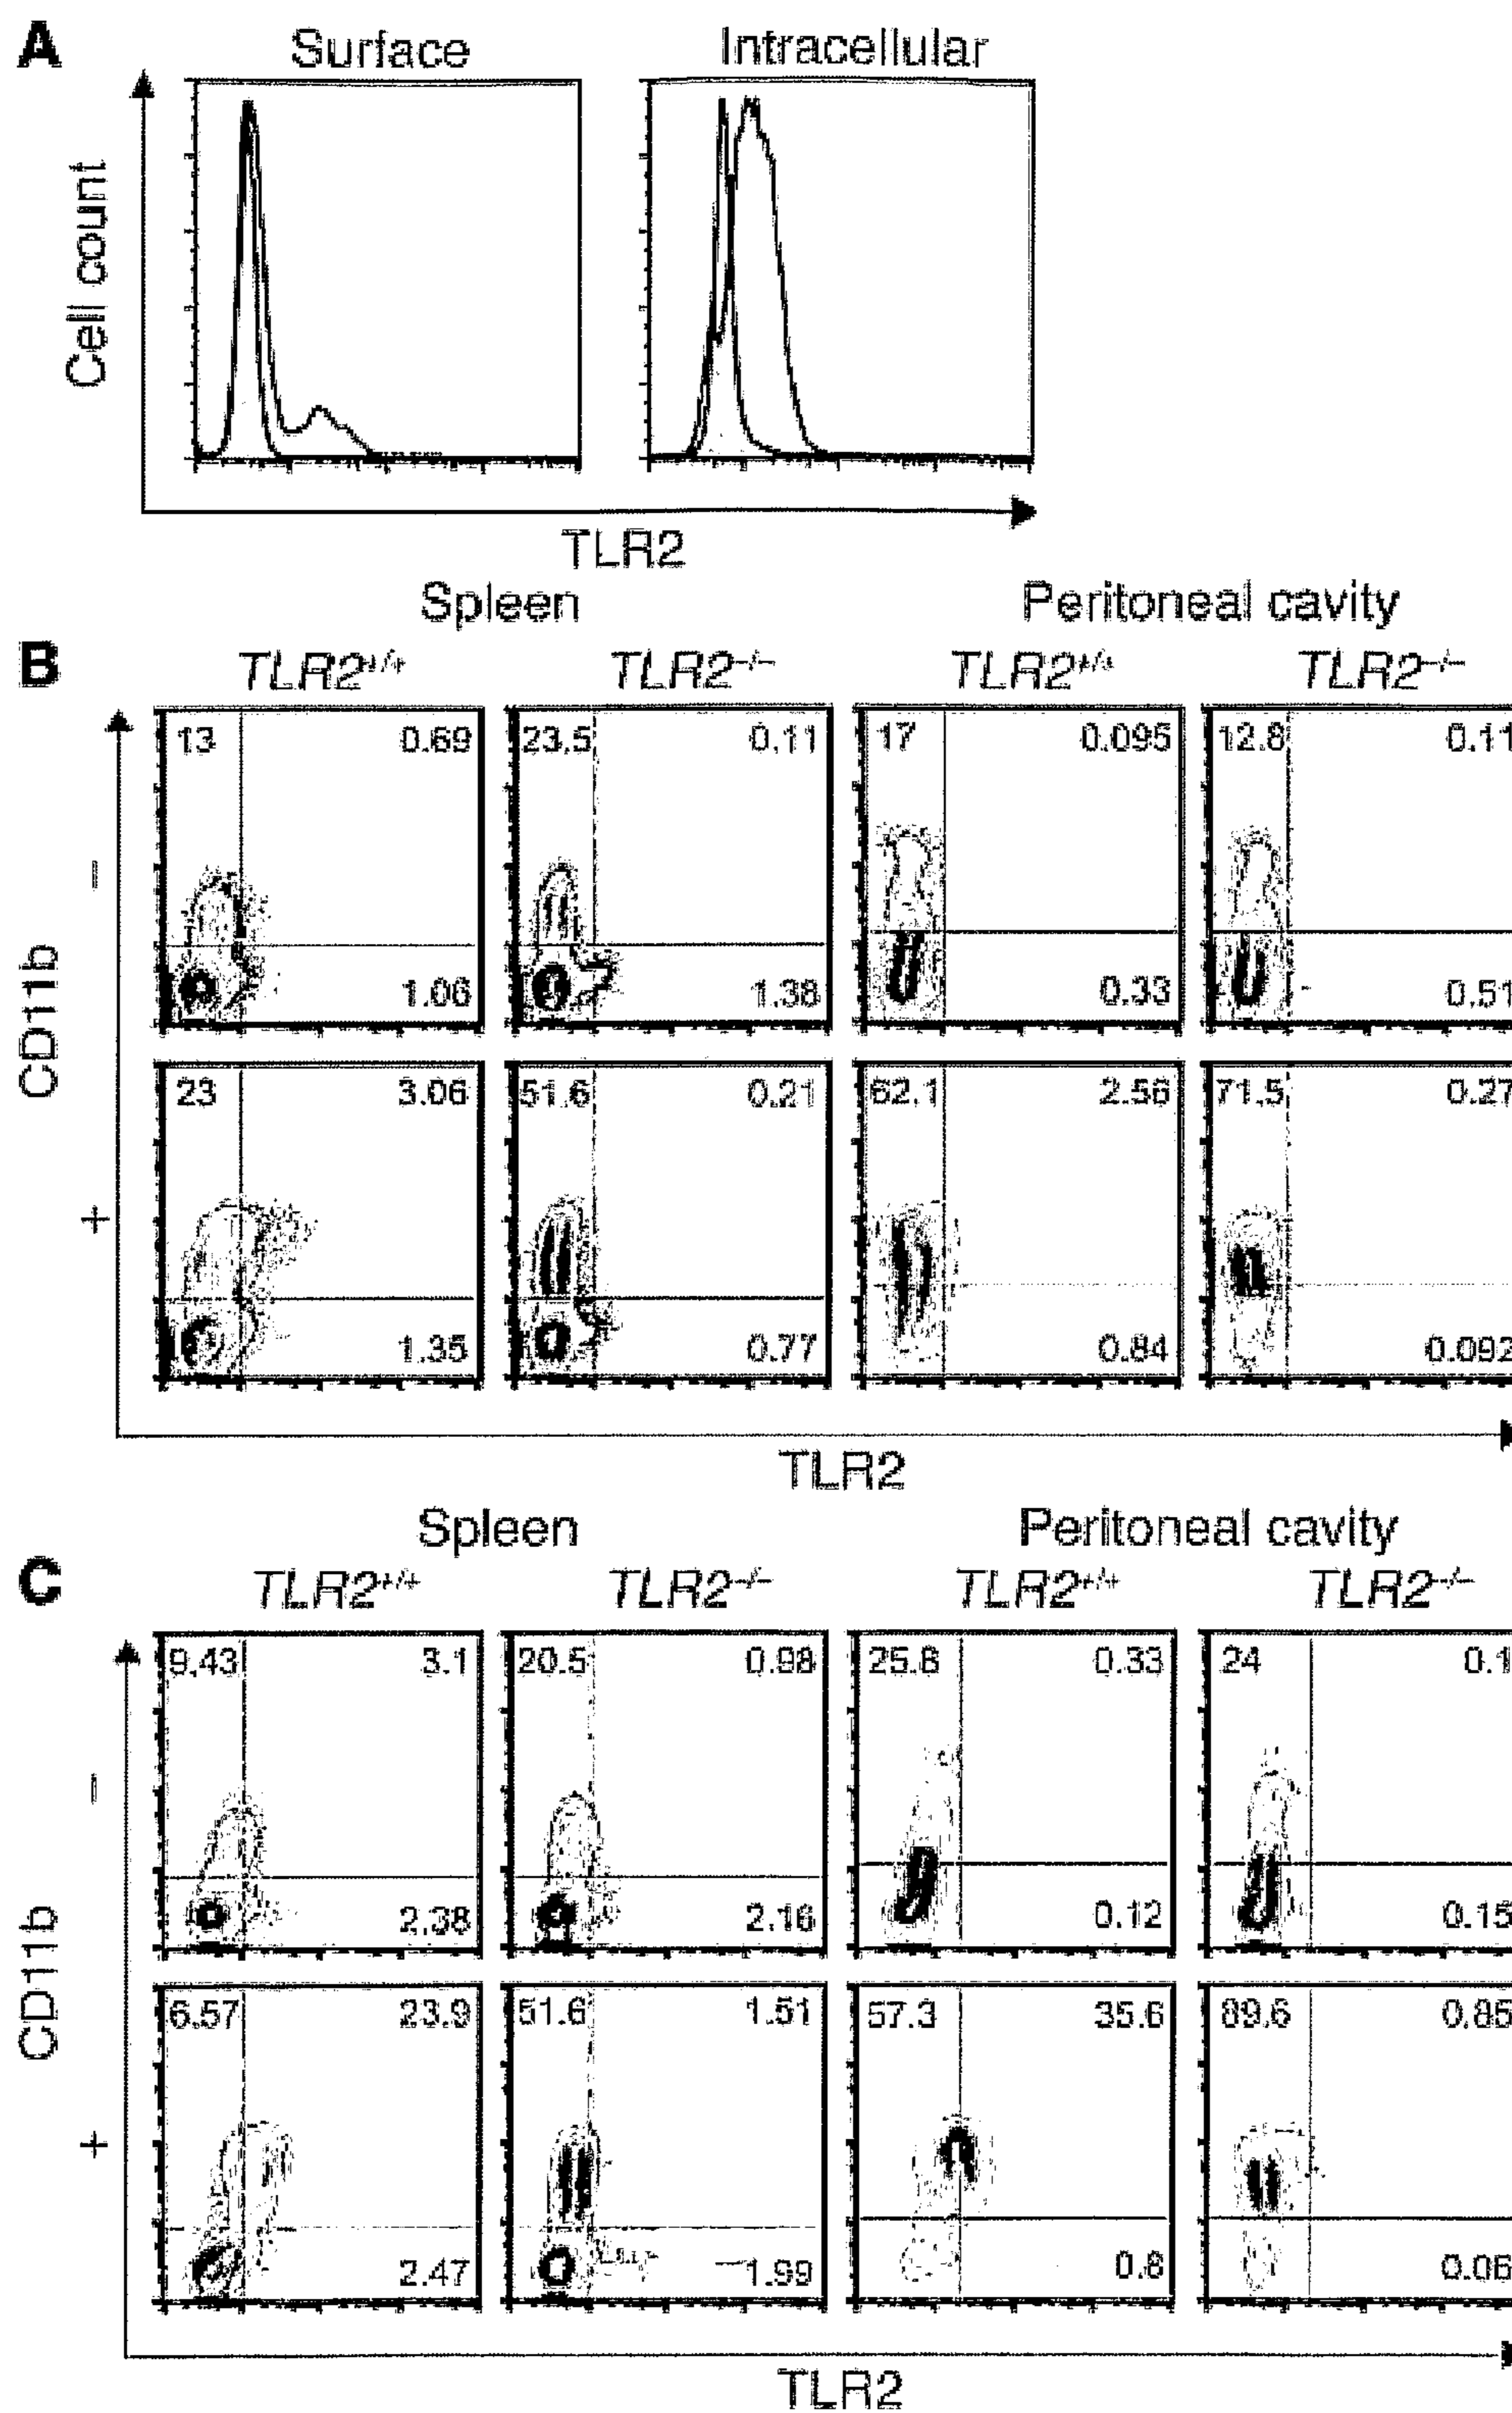 A
Surface Intracellular
Cell count
TLR2
Spleen Peritoneal cavity
B
TLR2+/+ TLR2–/– TLR2+/+ TLR2–/–
13 0.69 23.5 0.11 17 0.095 12.8 0.11
–
1.06 1.38 0.33 0.51
CD11b
23 3.06 51.6 0.21 62.1 2.56 71.5 0.27
+
1.35 0.77 0.84 0.092
TLR2
Spleen Peritoneal cavity
C
TLR2+/+ TLR2–/– TLR2+/+ TLR2–/–
9.43 3.1 20.5 0.98 25.8 0.33 24 0.1
–
2.38 2.16 0.12 0.15
CD11b
6.57 23.9 51.6 1.51 57.3 35.6 89.6 0.85
+
2.47 1.99 0.8 0.06
TLR2